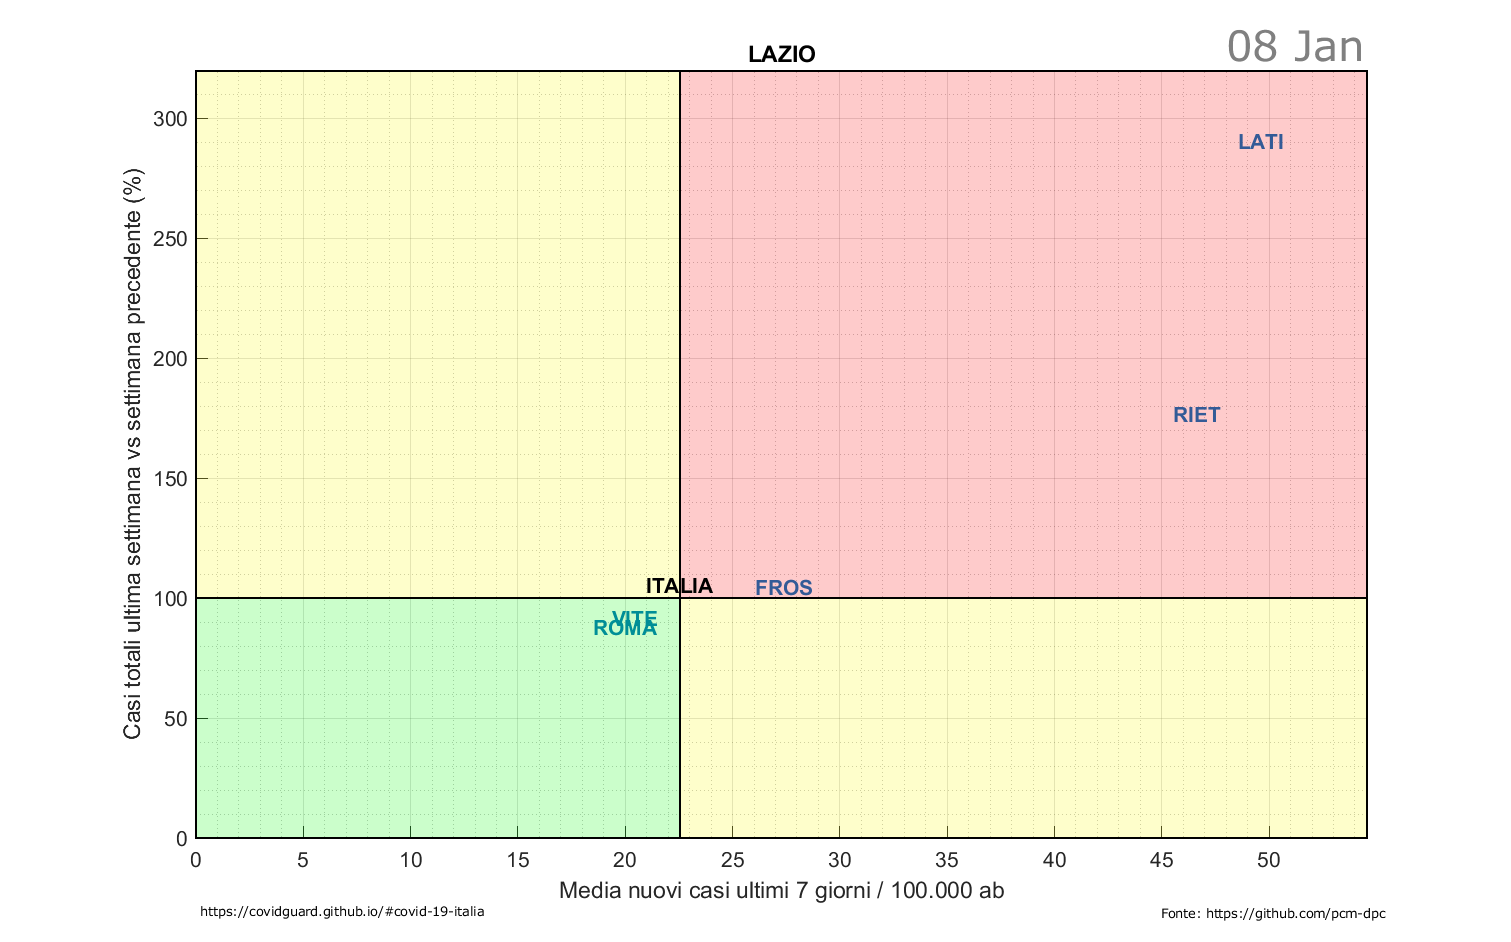 LAZIO
08 Jan
Casi totali ultima settimana vs settimana precedente (%)
300
250
200
150
100
50
0
LATI
RIET
ITALIA
FROS
VITE
ROMA
0 5 10 15 20 25 30 35 40 45 50
Media nuovi casi ultimi 7 giorni / 100.000 ab
https://covidguard.github.io/#covid-19-italia
Fonte: https://github.com/pcm-dpc